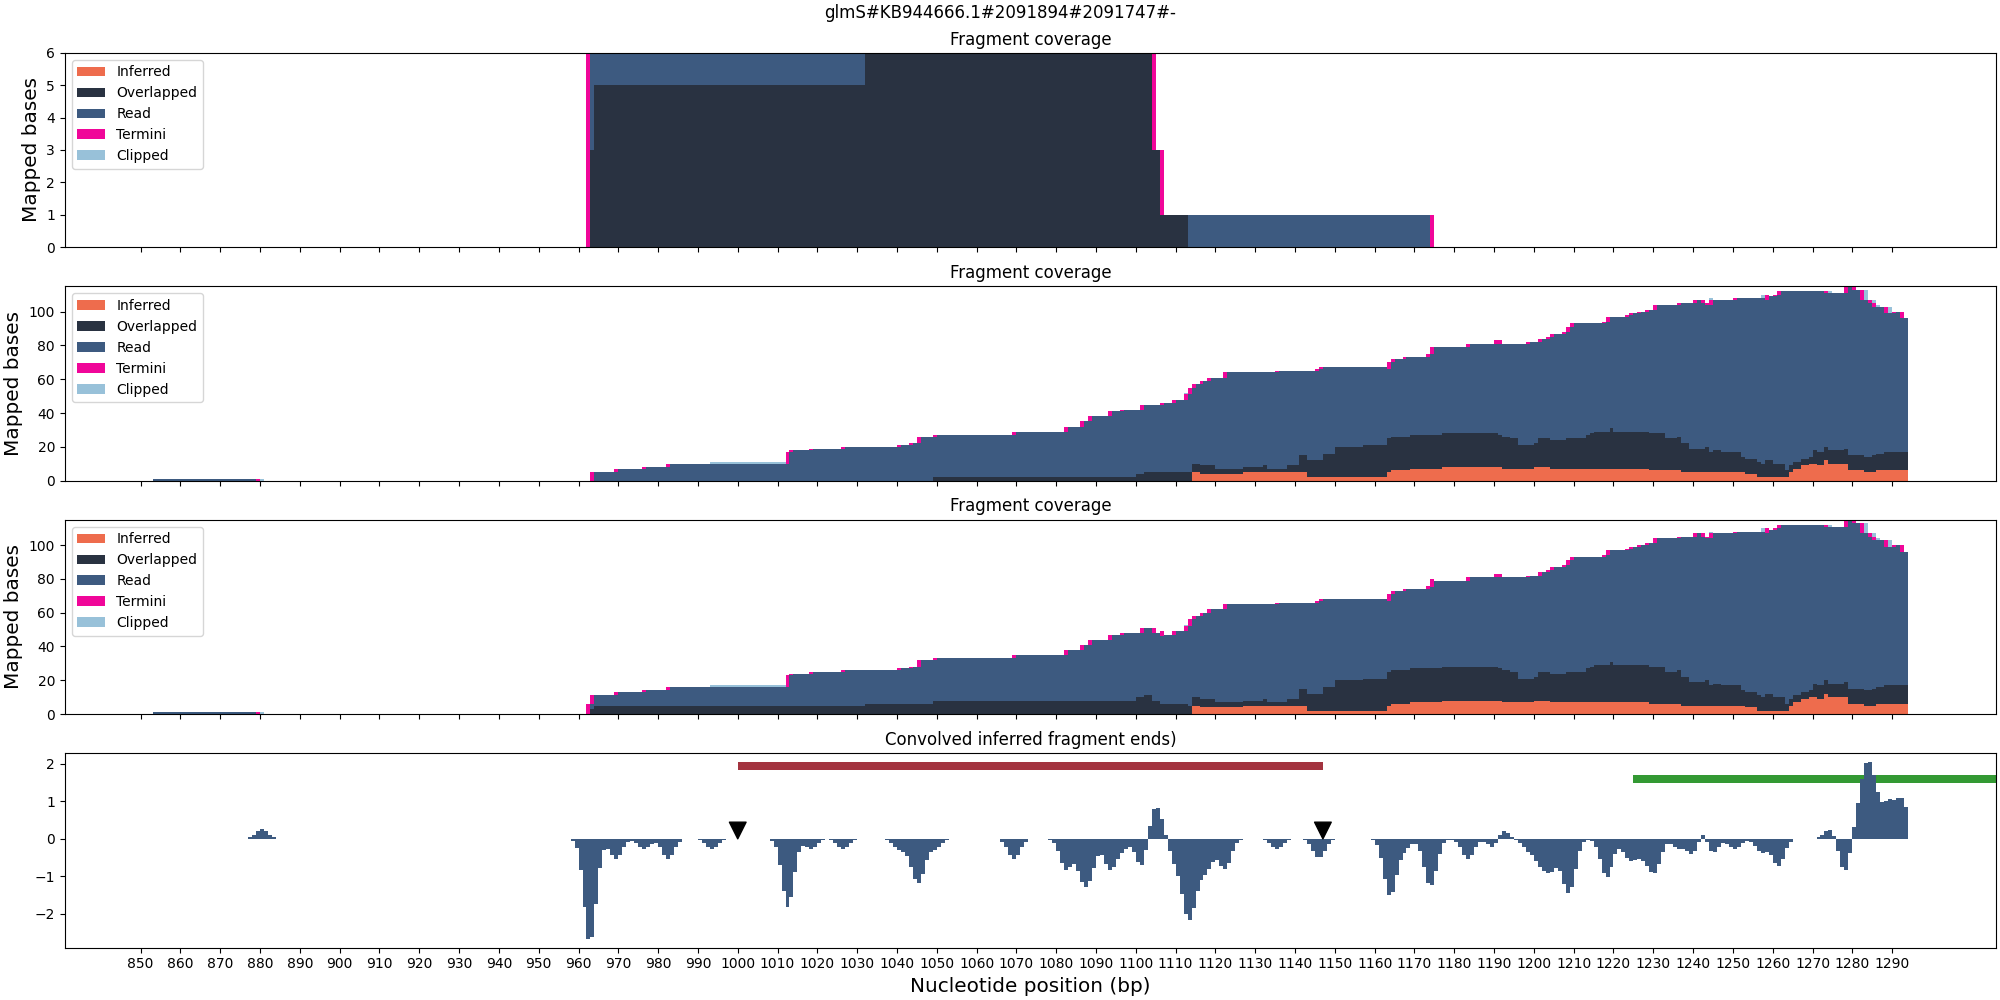 glmS#KB944666.1#2091894#2091747#-
Fragment coverage
Mapped bases
6
5
4
3
2
1
0
Inferred
Overlapped
Read
Termini
Clipped
Fragment coverage
Mapped bases
100
80
60
40
20
0
Inferred
Overlapped
Read
Termini
Clipped
Fragment coverage
Mapped bases
100
80
60
40
20
0
Inferred
Overlapped
Read
Termini
Clipped
Convolved inferred fragment ends)
2
1
0
−1
−2
850 860 870 880 890 900 910 920 930 940 950 960 970 980 990 1000 1010 1020 1030 1040 1050 1060 1070 1080 1090 1100 1110 1120 1130 1140 1150 1160 1170 1180 1190 1200 1210 1220 1230 1240 1250 1260 1270 1280 1290
Nucleotide position (bp)